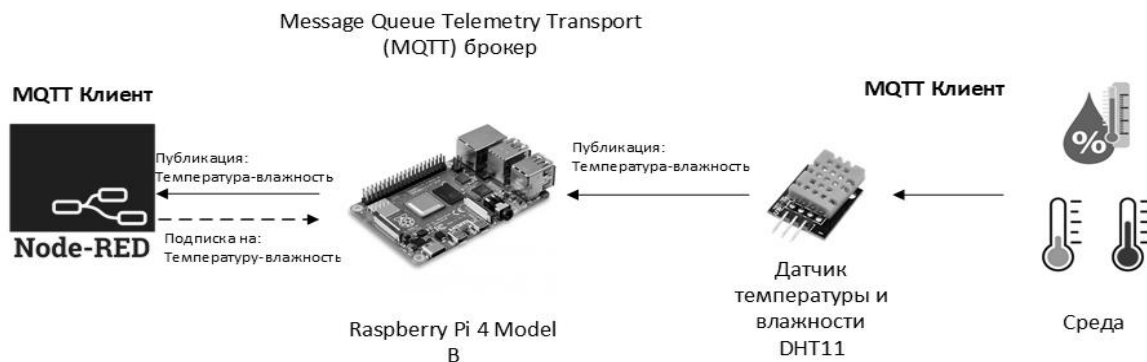 Message Queue Telemetry Transport
(MQTT) брокер
MQTT Клиент
MQTT Клиент
%
Публикация:
Температура-влажность
Публикация:
Температура-влажность
Node-RED
Подписка на:
Температуру-влажность
Raspberry Pi 4 Model
B
Датчик
температуры и
влажности
DHT11
Среда